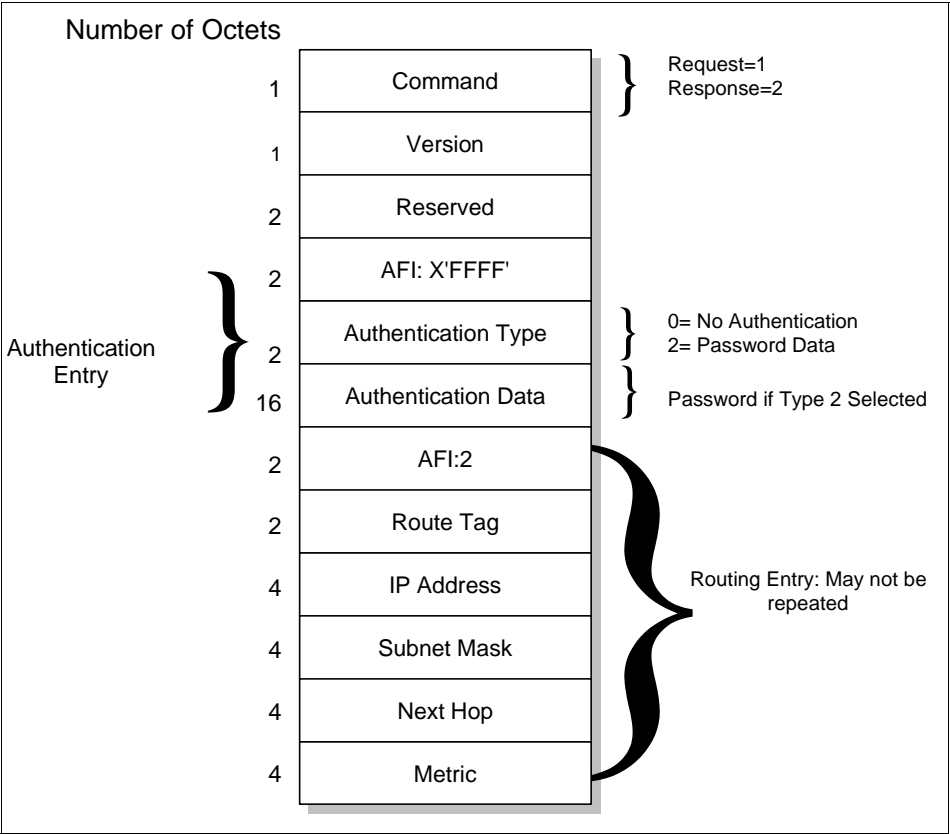 Number of Octets
1
Command
Request=1
Response=2
1
Version
2
Reserved
2
AFI: X'FFFF'
Authentication
Entry
2
Authentication Type
0= No Authentication
2= Password Data
16
Authentication Data
Password if Type 2 Selected
2
AFI:2
2
Route Tag
4
IP Address
Routing Entry: May not be
repeated
4
Subnet Mask
4
Next Hop
4
Metric